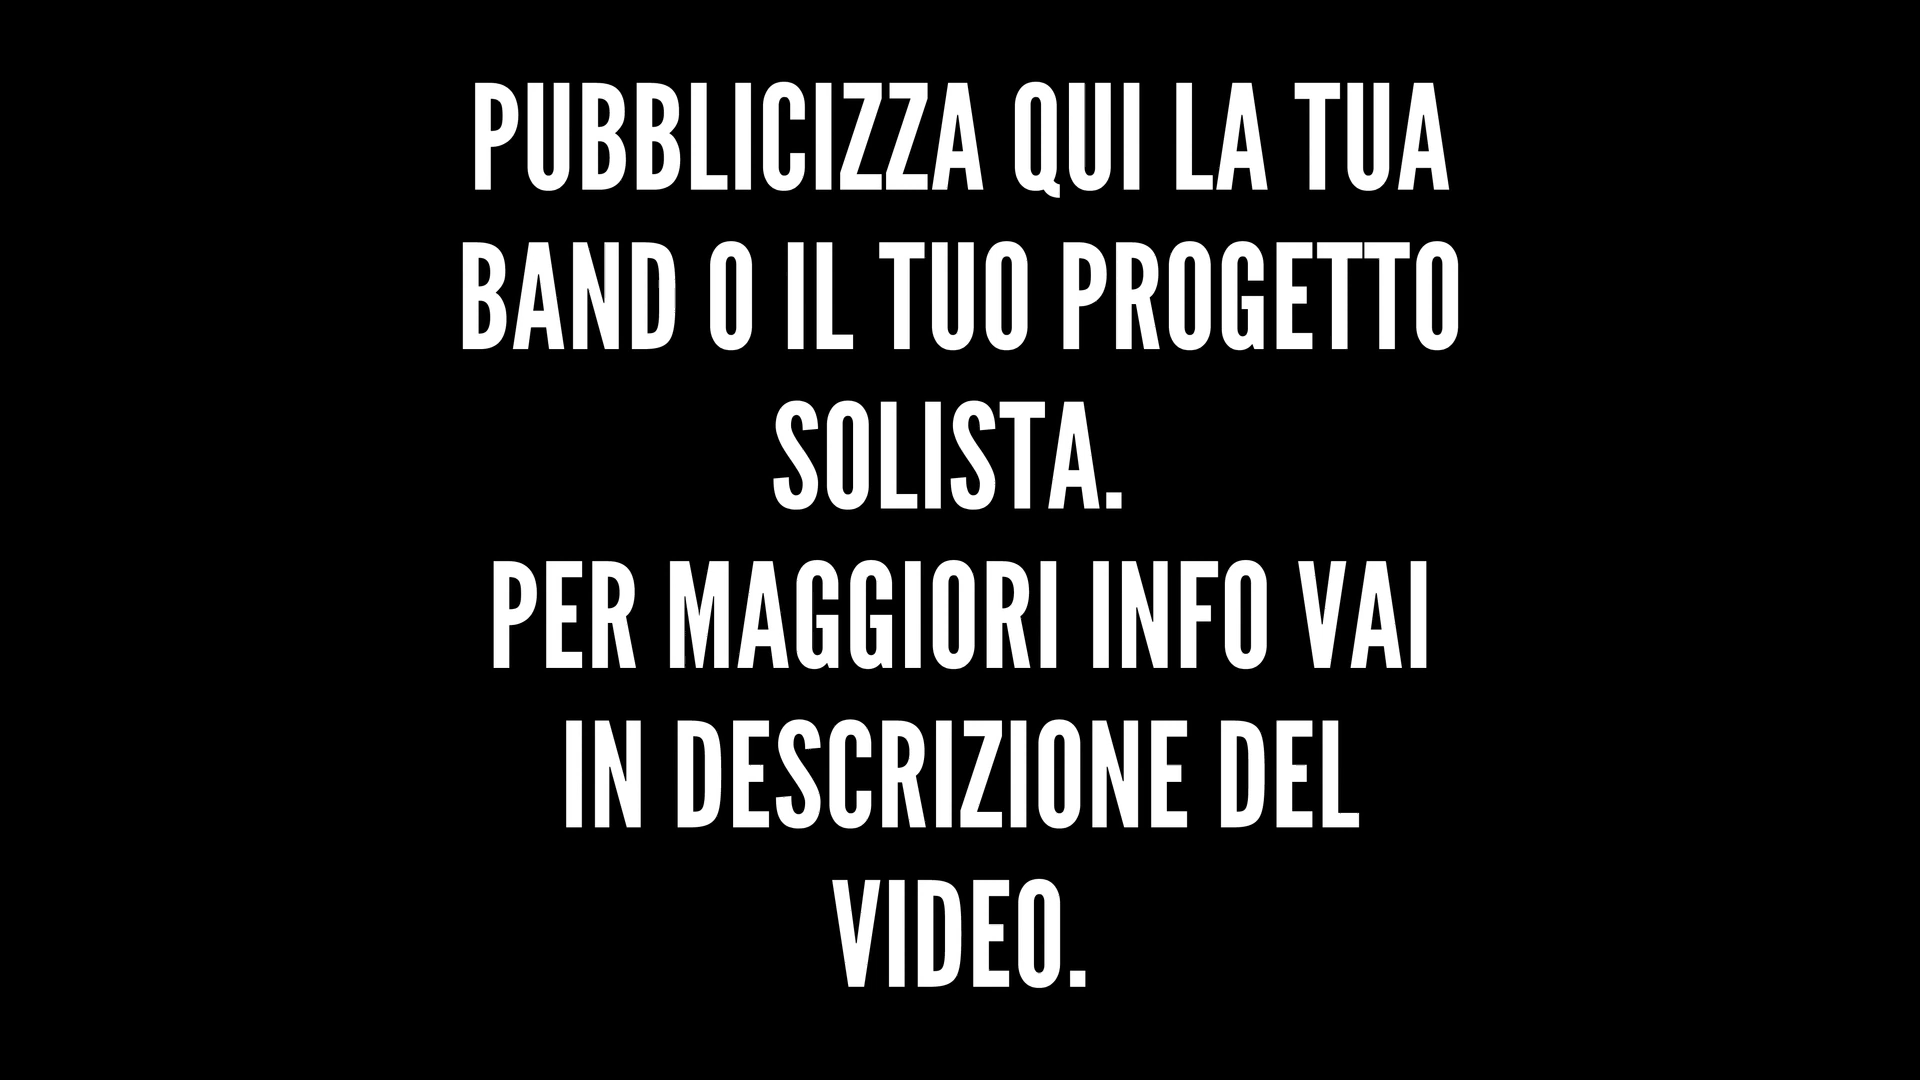 PUBBLICIZZA QUI LA TUA
BAND O IL TUO PROGETTO
SOLISTA.
PER MAGGIORI INFO VAI
IN DESCRIZIONE DEL
VIDEO.